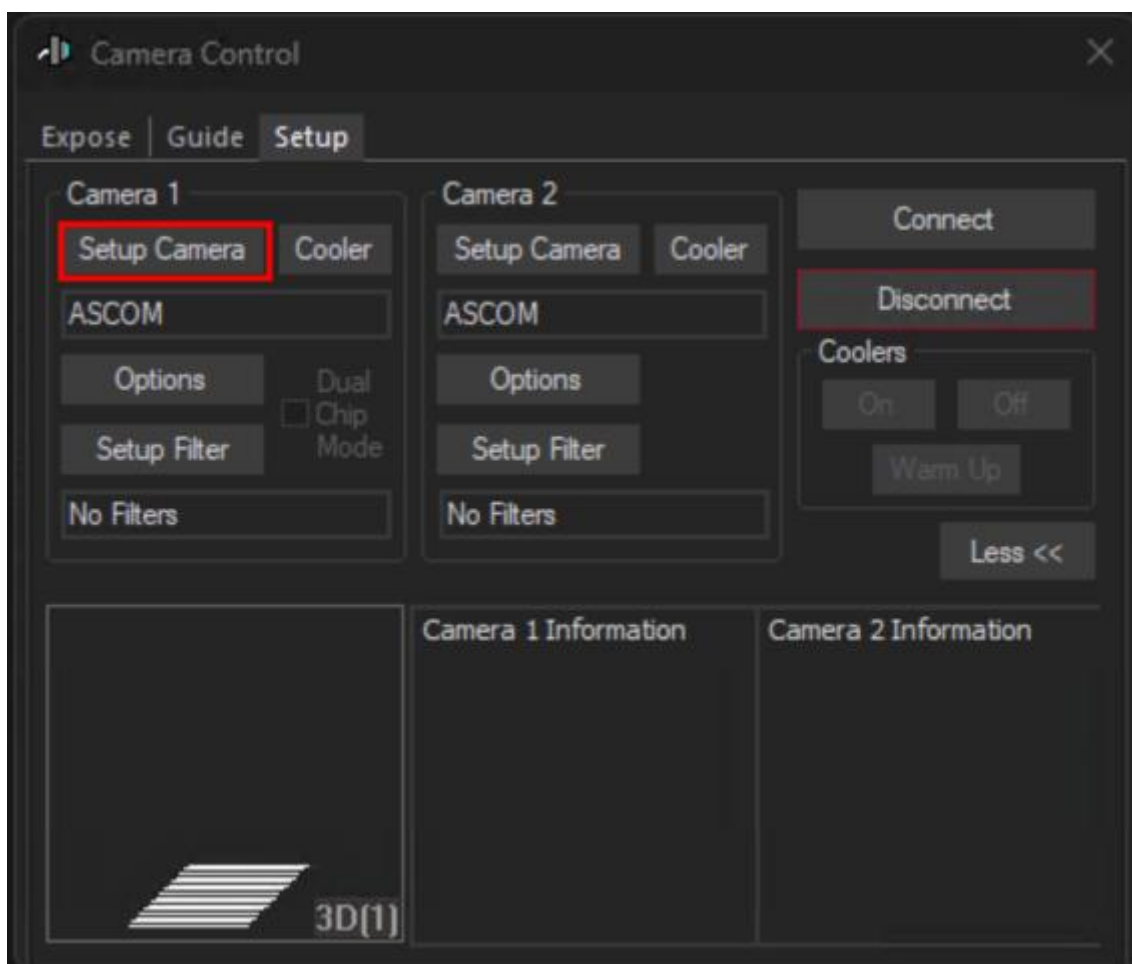 Camera Control
Expose Guide Setup
Camera 1
Setup Camera Cooler
ASCOM
Options
Dual Chip Mode
Setup Filter
No Filters
Camera 2
Setup Camera Cooler
ASCOM
Options
Setup Filter
No Filters
Connect
Disconnect
Coolers
On Off
Warm Up
Less <<
3D(1)
Camera 1 Information
Camera 2 Information